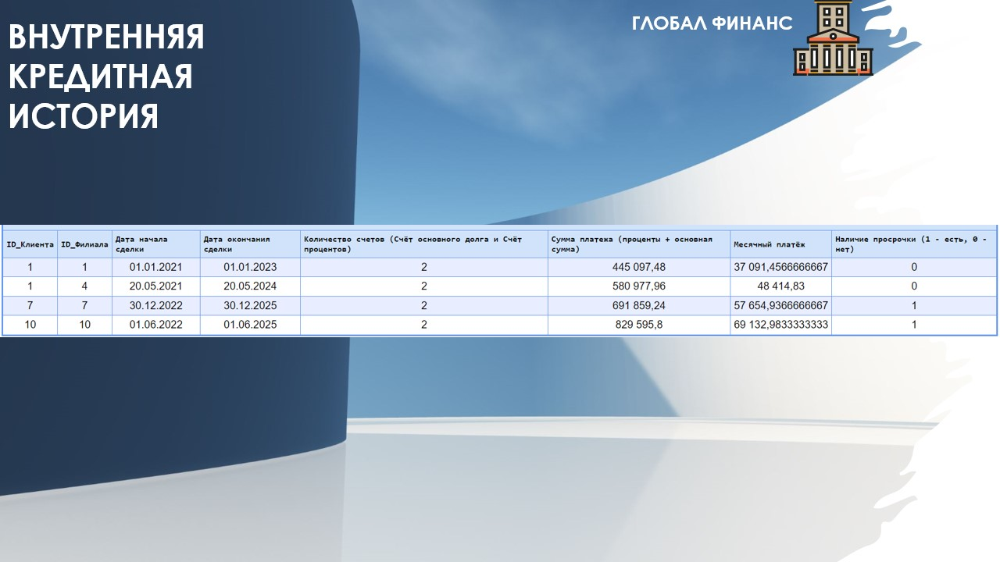 ВНУТРЕННЯЯ
КРЕДИТНАЯ
ИСТОРИЯ
ГЛОБАЛ ФИНАНС
ID_Клиента ID_Филиала Дата начала сделки Дата окончания сделки Количество счетов (Счёт основного долга и Счёт процентов) Сумма платежа (проценты + основная сумма) Месячный платёж Наличие просрочки (1 - есть, 0 - нет)
1 1 01.01.2021 01.01.2023 2 445 097,48 37 091,4566666667 0
1 4 20.05.2021 20.05.2024 2 580 977,96 48 414,83 0
7 7 30.12.2022 30.12.2025 2 691 859,24 57 654,9366666667 1
10 10 01.06.2022 01.06.2025 2 829 595,8 69 132,9833333333 1